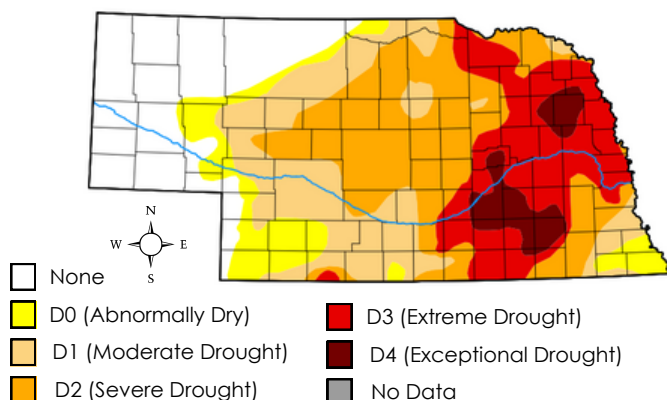 N
W E
S
None
D0 (Abnormally Dry)
D1 (Moderate Drought)
D2 (Severe Drought)
D3 (Extreme Drought)
D4 (Exceptional Drought)
No Data